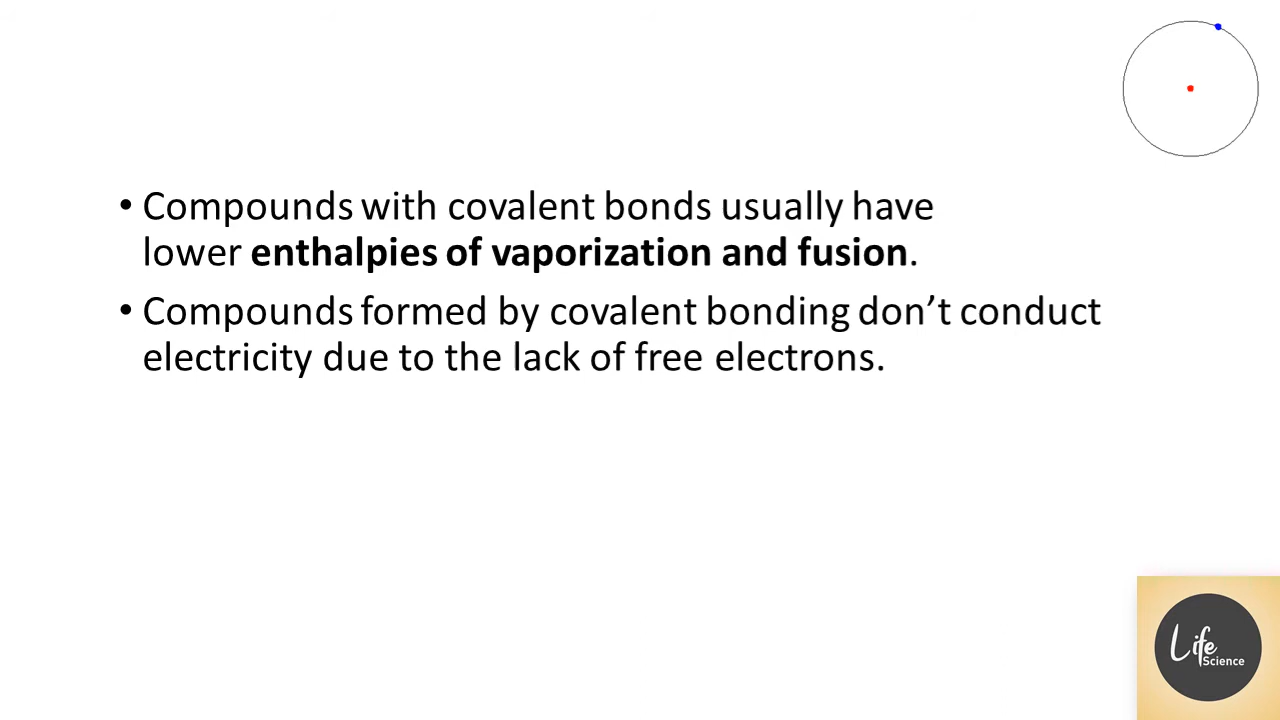 • Compounds with covalent bonds usually have
lower enthalpies of vaporization and fusion.
• Compounds formed by covalent bonding don’t conduct
electricity due to the lack of free electrons.
Life
Science